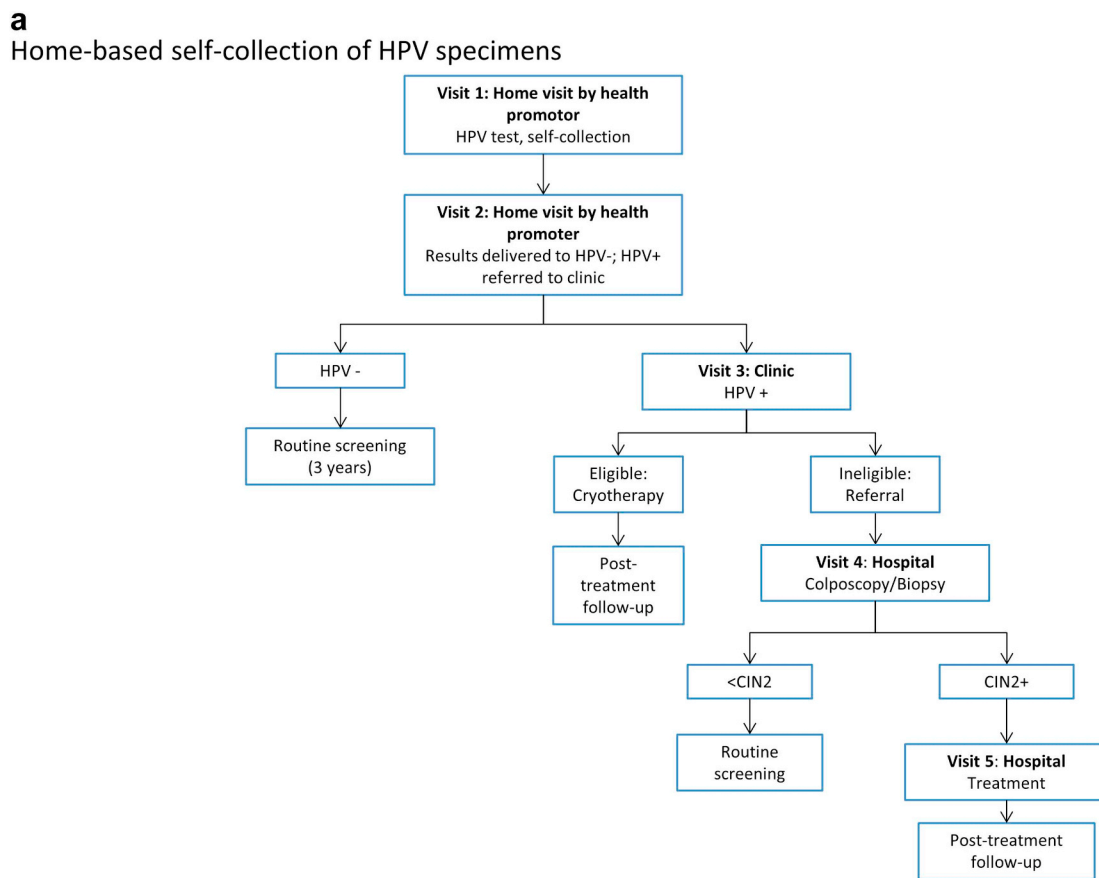 a
Home-based self-collection of HPV specimens
Visit 1: Home visit by health
promotor
HPV test, self-collection
Visit 2: Home visit by health
promoter
Results delivered to HPV-; HPV+
referred to clinic
HPV -
Visit 3: Clinic
HPV +
Routine screening
(3 years)
Eligible:
Cryotherapy
Ineligible:
Referral
Post-
treatment
follow-up
Visit 4: Hospital
Colposcopy/Biopsy
<CIN2
CIN2+
Routine
screening
Visit 5: Hospital
Treatment
Post-treatment
follow-up